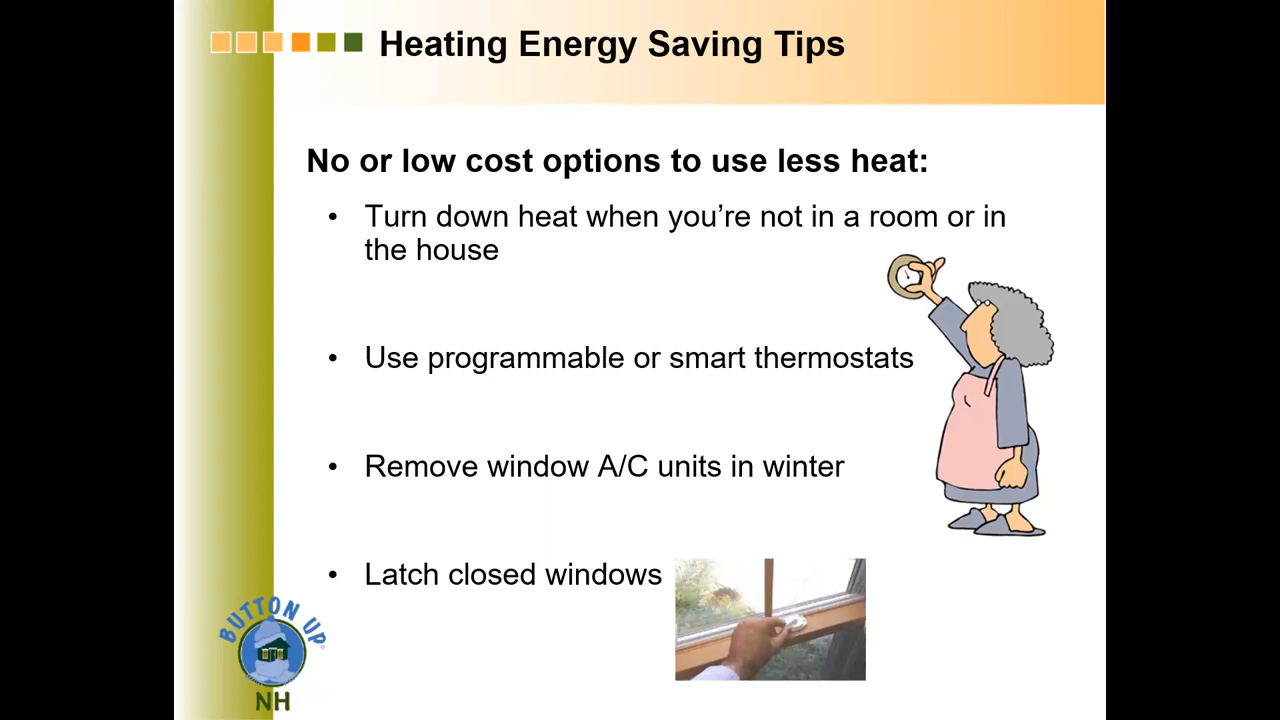 Heating Energy Saving Tips
No or low cost options to use less heat:
• Turn down heat when you’re not in a room or in
the house
• Use programmable or smart thermostats
• Remove window A/C units in winter
• Latch closed windows
BUTTON UP
NH